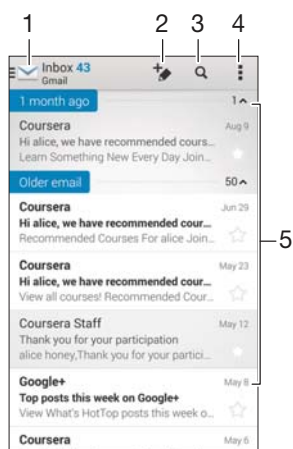 1 2 3 4
Inbox 43
Gmail
1 month ago 1
Coursera Aug 9
Hi alice, we have recommended cours...
Learn Something New Every Day Join...
Older email 50
5
Coursera Jun 29
Hi alice, we have recommended cour...
Recommended Courses For alice Join...
Coursera May 23
Hi alice, we have recommended cour...
View all courses! Recommended Cour...
Coursera Staff May 12
Thank you for your participation
alice honey,Thank you for your partici...
Google+ May 8
Top posts this week on Google+
View What's HotTop posts this week o...
Coursera May 6